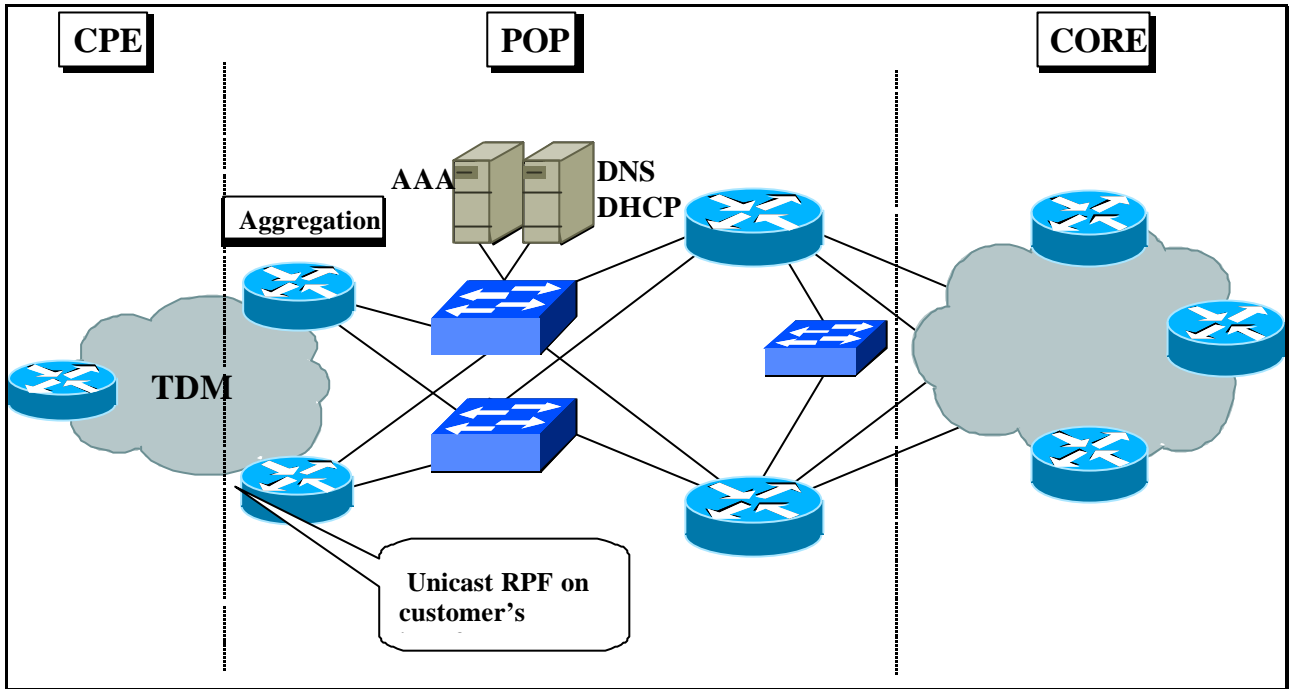 CPE
POP
CORE
AAA
DNS
DHCP
Aggregation
TDM
Unicast RPF on
customer's